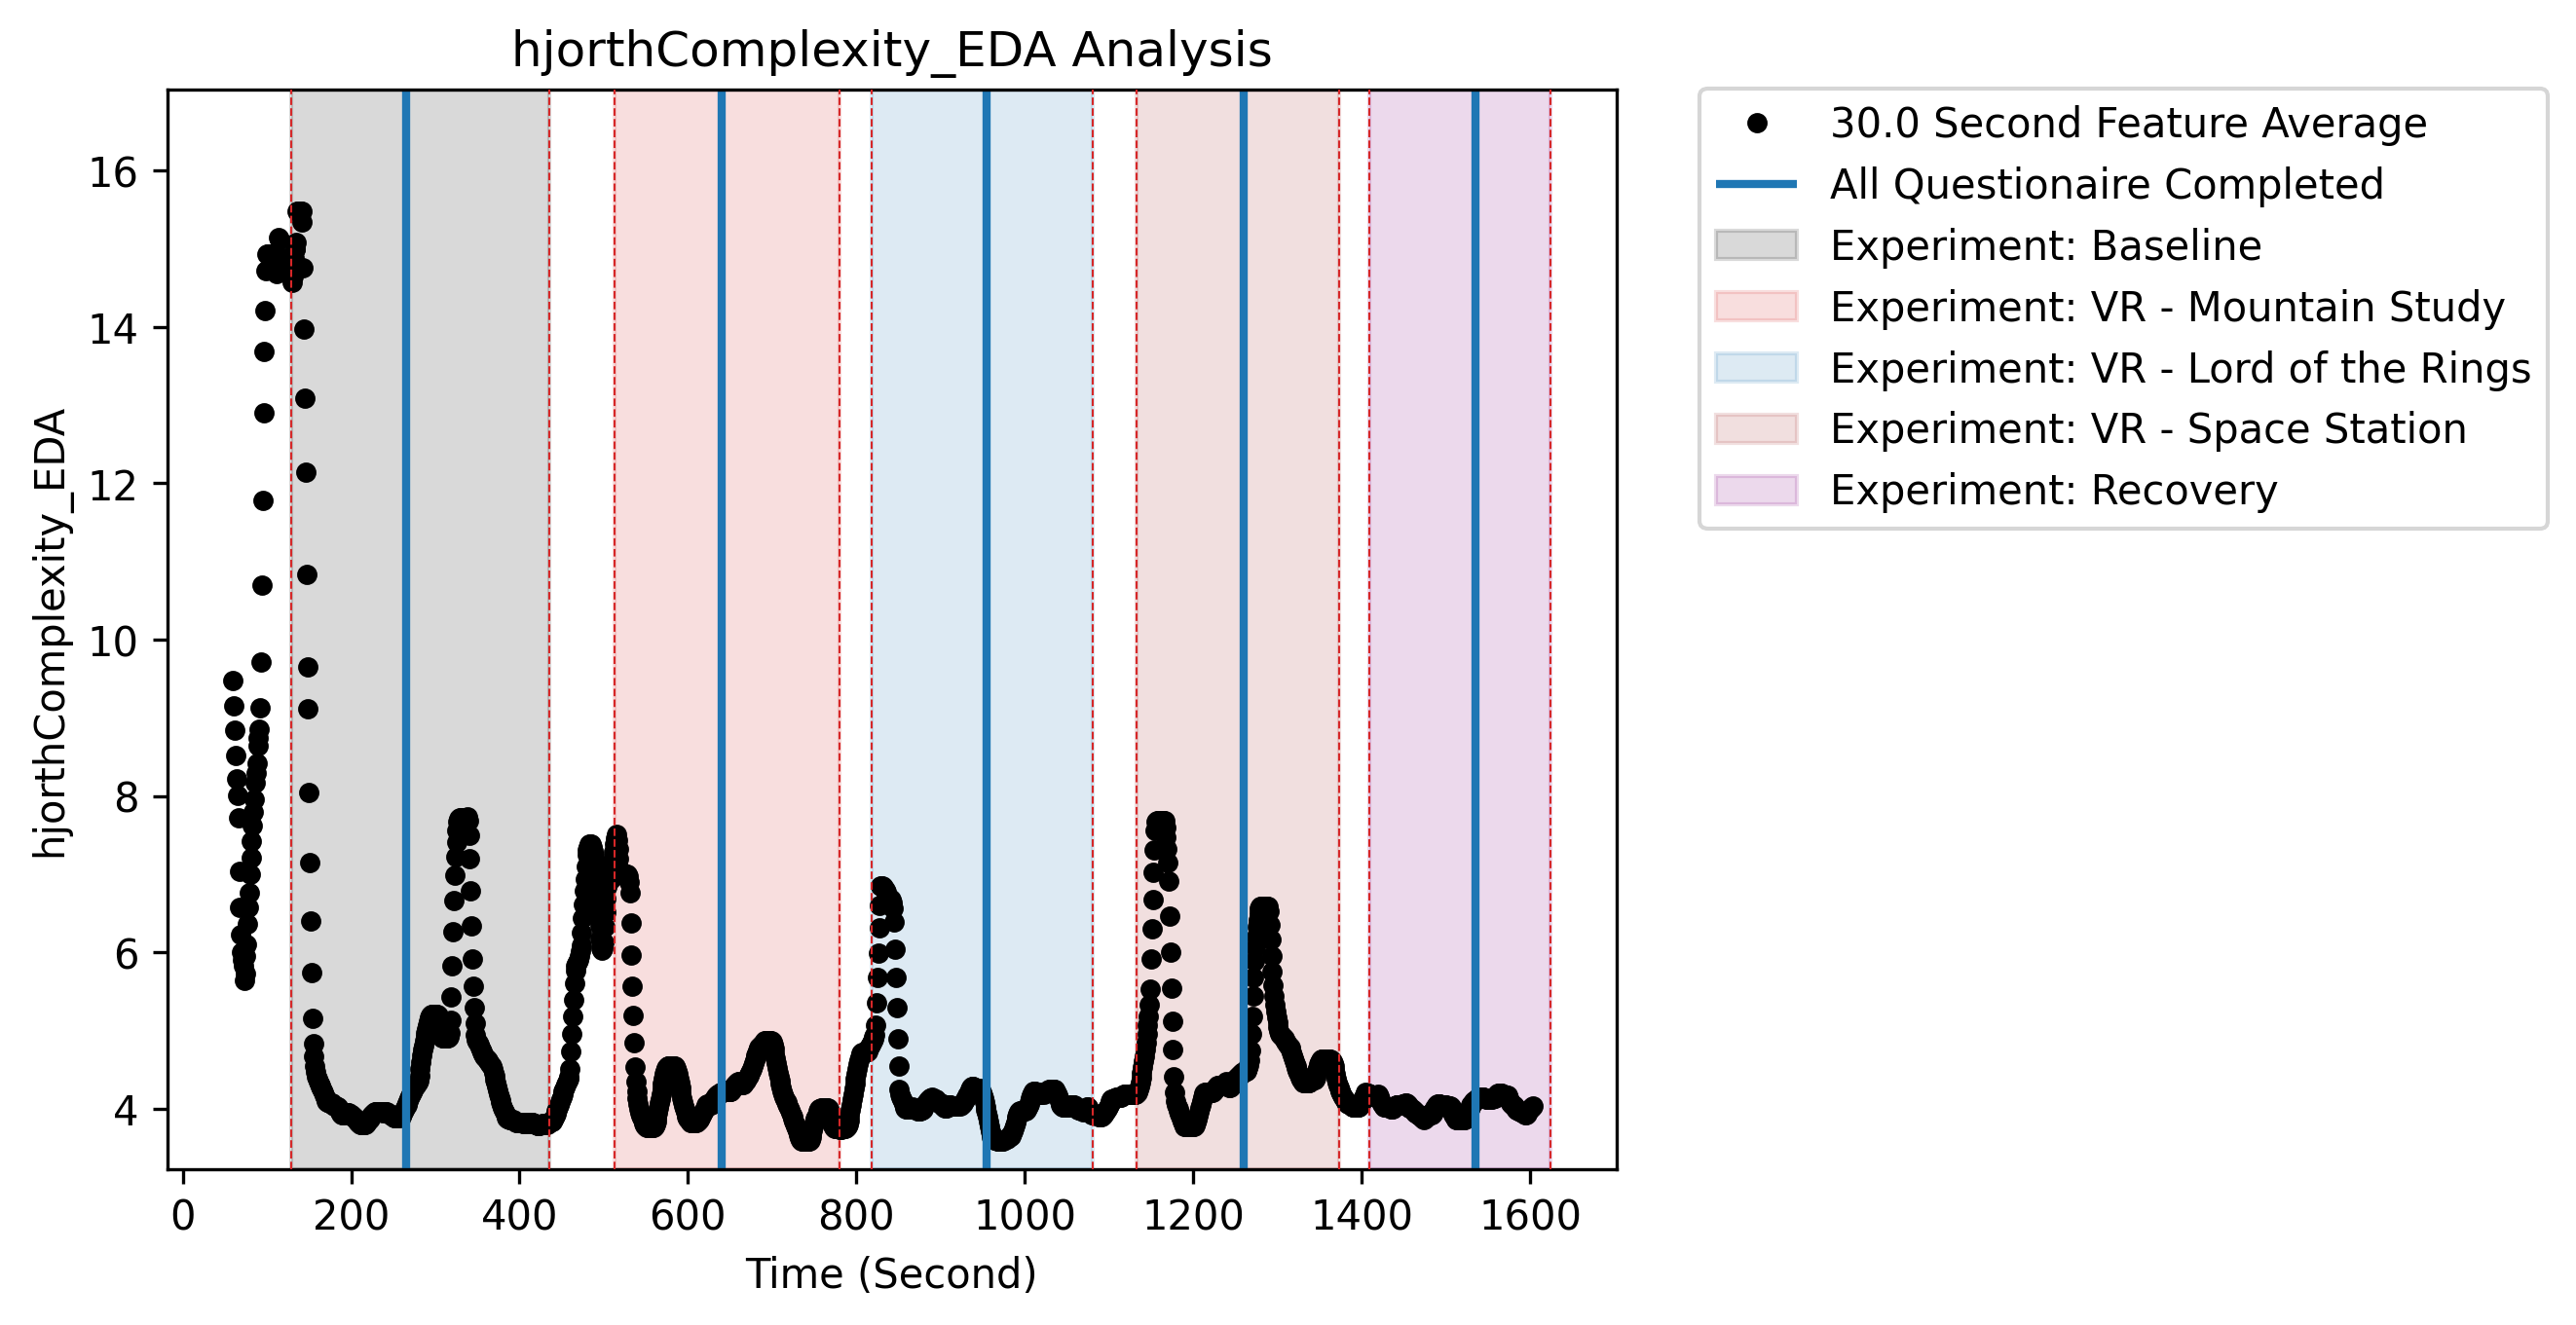 hjorthComplexity_EDA Analysis
hjorthComplexity_EDA
16
14
12
10
8
6
4
0 200 400 600 800 1000 1200 1400 1600
Time (Second)
30.0 Second Feature Average
All Questionaire Completed
Experiment: Baseline
Experiment: VR - Mountain Study
Experiment: VR - Lord of the Rings
Experiment: VR - Space Station
Experiment: Recovery